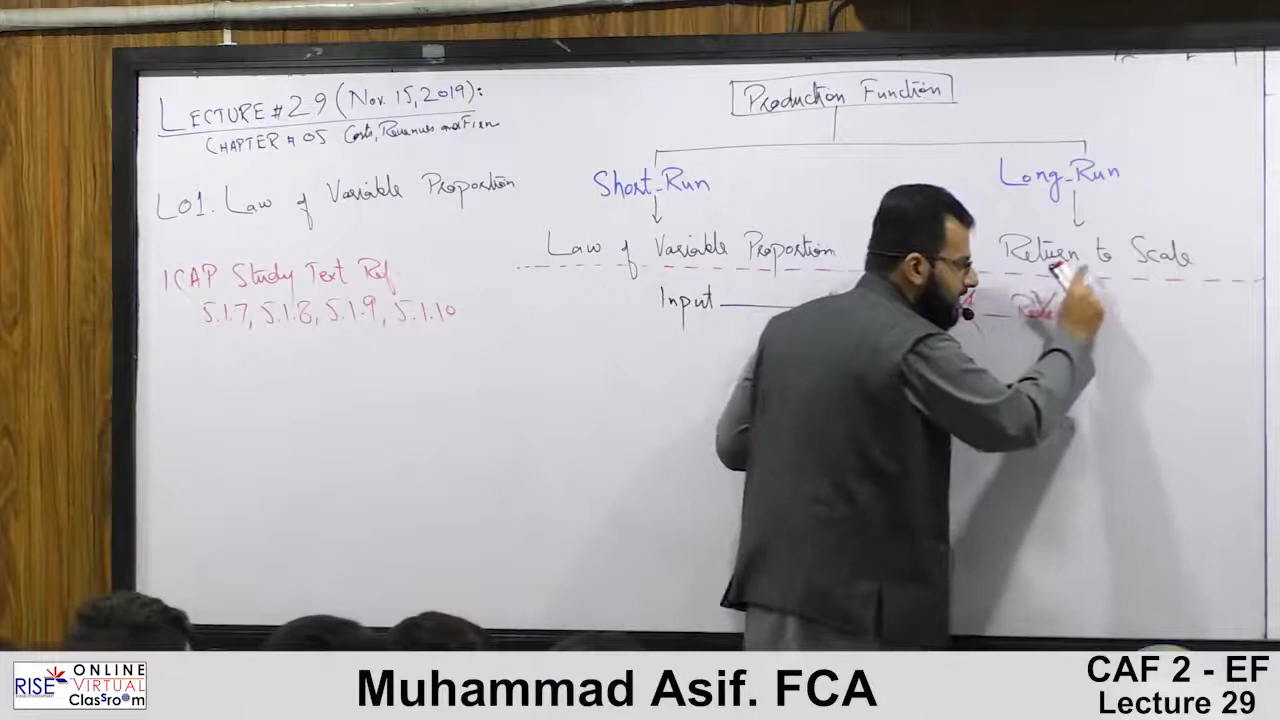 LECTURE # 29 (Nov. 15, 2019):
CHAPTER # 05 Costs, Revenues and Firm
LO1. Law of Variable Proportion
ICAP Study Text Ref
5.1.7, 5.1.8, 5.1.9, 5.1.10
Production Function
Short-Run
Long-Run
Law of Variable Proportion
Return to Scale
Input
RISE
ONLINE
VIRTUAL
Classroom
Muhammad Asif. FCA
CAF 2 - EF
Lecture 29